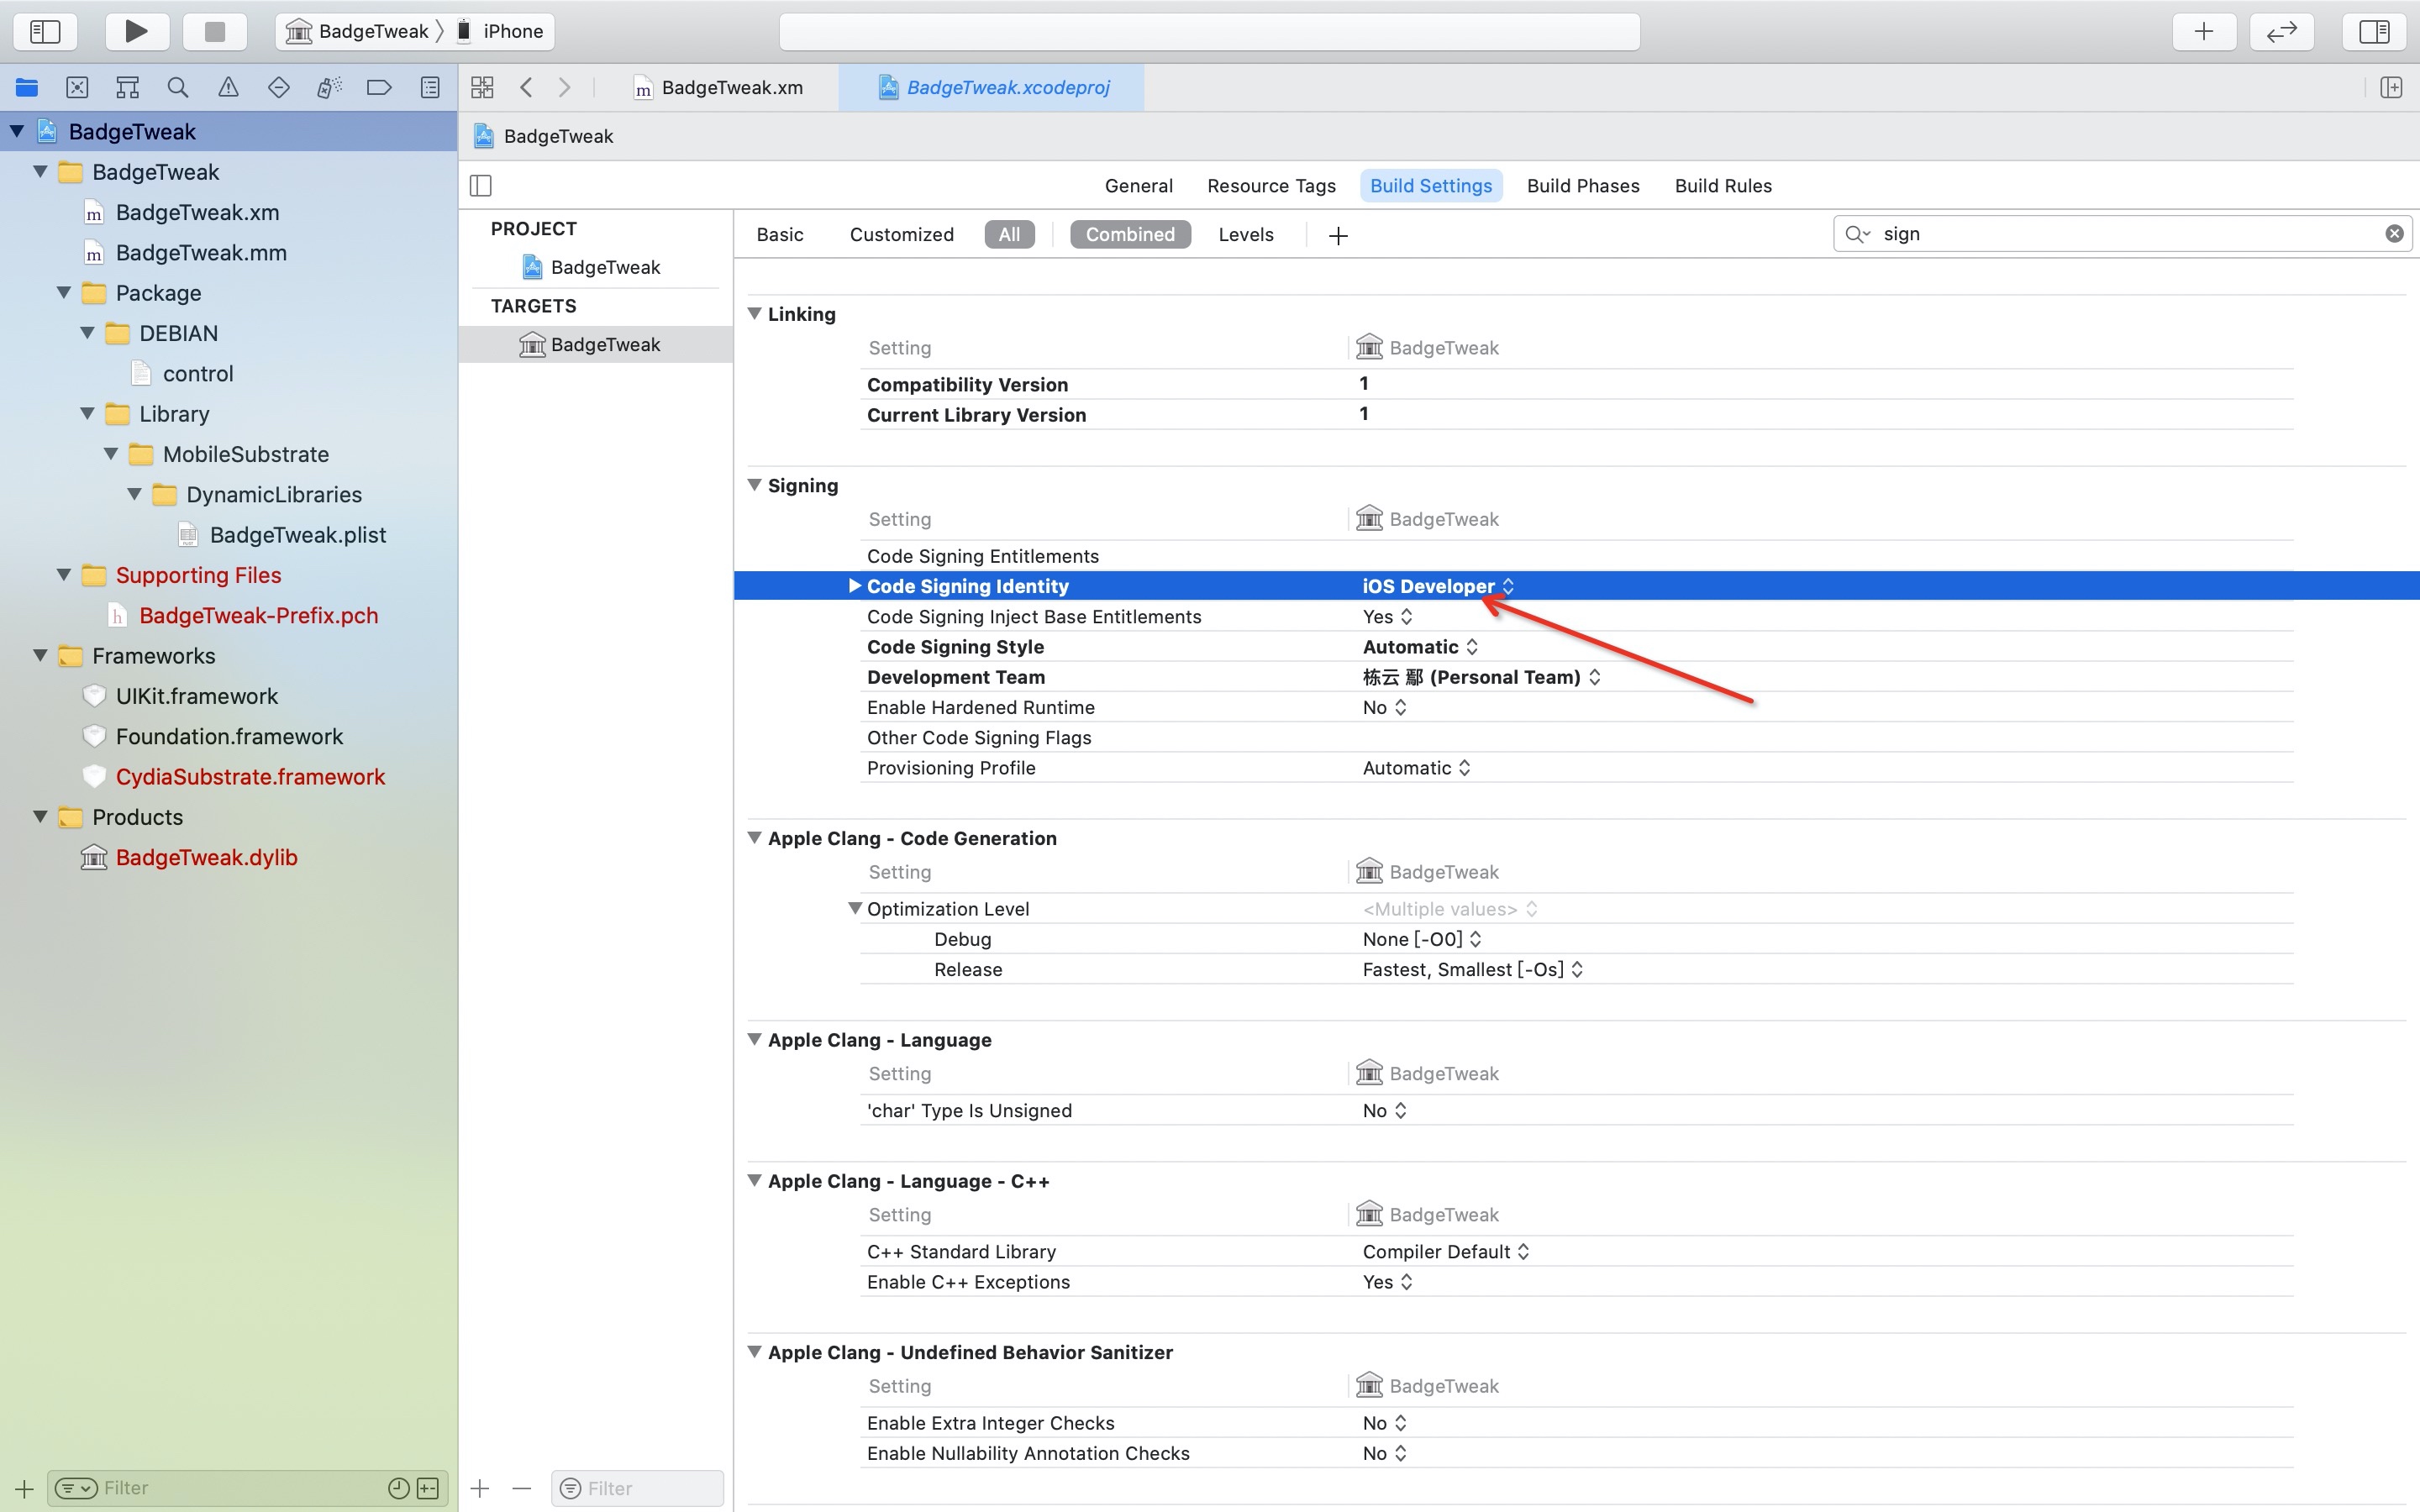 BadgeTweak 〉 iPhone
BadgeTweak.xm
BadgeTweak.xcodeproj
BadgeTweak
BadgeTweak
BadgeTweak.xm
BadgeTweak.mm
Package
DEBIAN
control
Library
MobileSubstrate
DynamicLibraries
BadgeTweak.plist
Supporting Files
BadgeTweak-Prefix.pch
Frameworks
UIKit.framework
Foundation.framework
CydiaSubstrate.framework
Products
BadgeTweak.dylib
Filter
BadgeTweak
General Resource Tags Build Settings Build Phases Build Rules
PROJECT
BadgeTweak
TARGETS
BadgeTweak
Filter
Basic Customized All Combined Levels
sign
Linking
Setting BadgeTweak
Compatibility Version 1
Current Library Version 1
Signing
Setting BadgeTweak
Code Signing Entitlements
Code Signing Identity iOS Developer
Code Signing Inject Base Entitlements Yes
Code Signing Style Automatic
Development Team 栋云 鄢 (Personal Team)
Enable Hardened Runtime No
Other Code Signing Flags
Provisioning Profile Automatic
Apple Clang - Code Generation
Setting BadgeTweak
Optimization Level <Multiple values>
Debug None [-O0]
Release Fastest, Smallest [-Os]
Apple Clang - Language
Setting BadgeTweak
'char' Type Is Unsigned No
Apple Clang - Language - C++
Setting BadgeTweak
C++ Standard Library Compiler Default
Enable C++ Exceptions Yes
Apple Clang - Undefined Behavior Sanitizer
Setting BadgeTweak
Enable Extra Integer Checks No
Enable Nullability Annotation Checks No